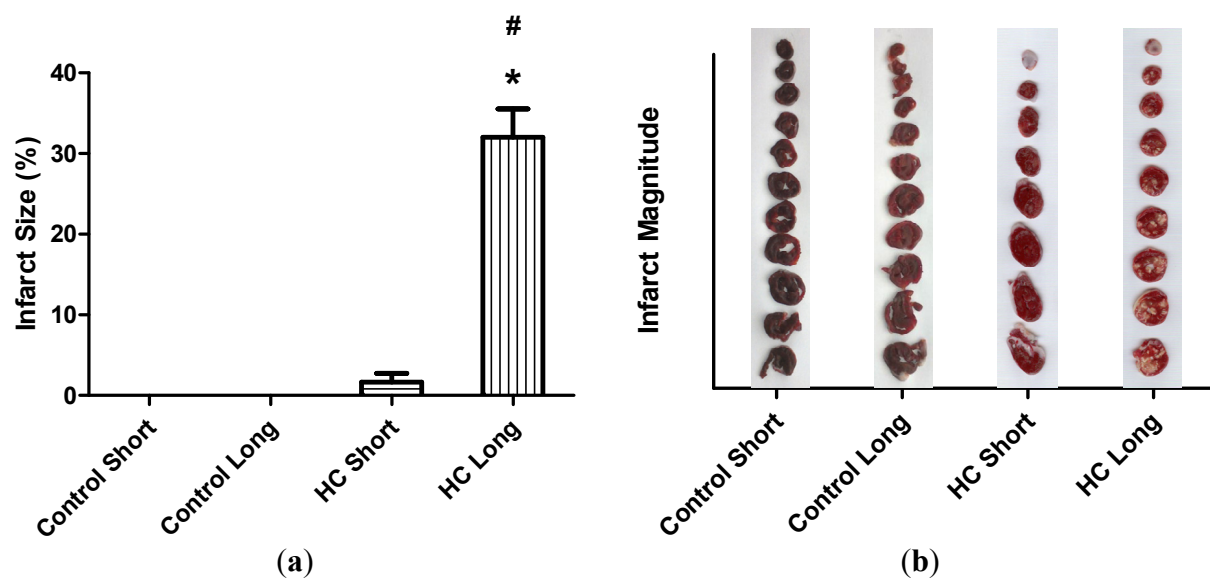 #
*
40
30
20
10
0
Infarct Size (%)
Control Short
Control Long
HC Short
HC Long
(a)
Infarct Magnitude
Control Short
Control Long
HC Short
HC Long
(b)